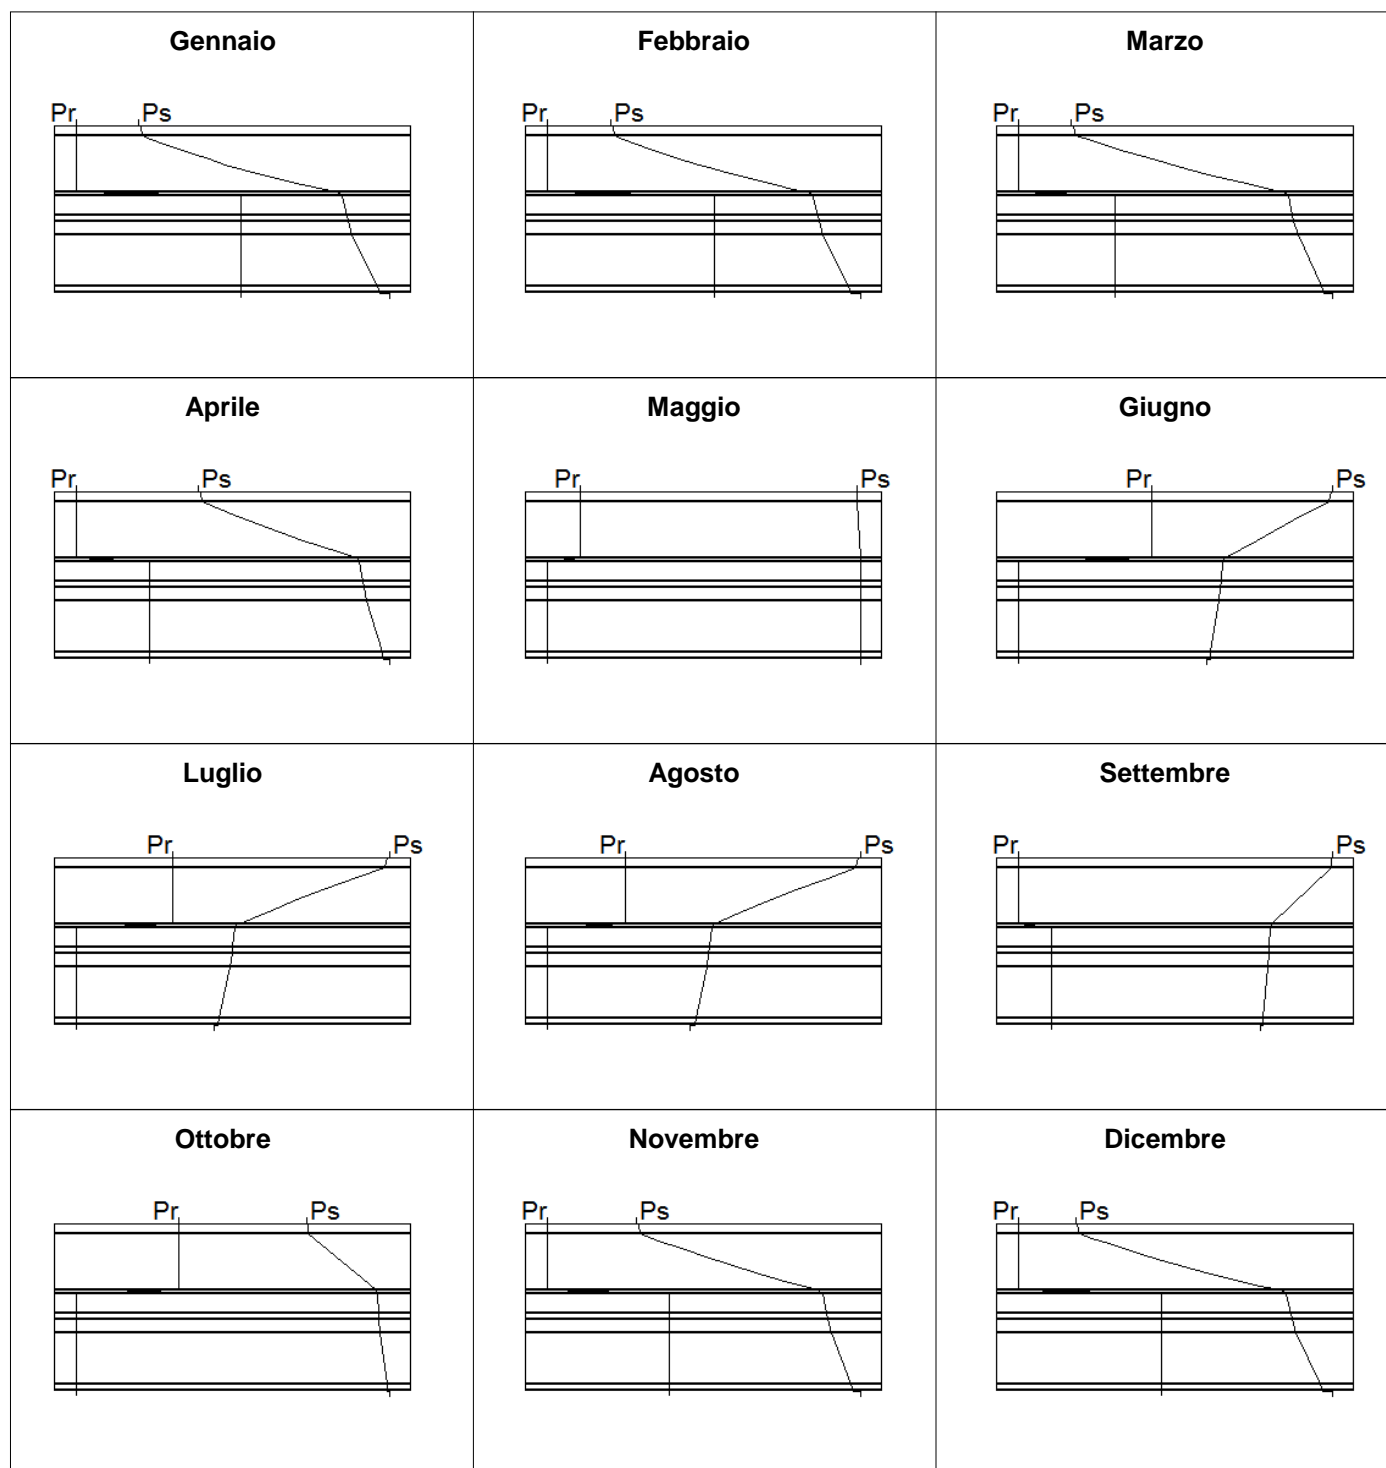 Gennaio Febbraio Marzo
Pr Ps Pr Ps Pr Ps
Aprile Maggio Giugno
Pr Ps Pr Ps Pr Ps
Luglio Agosto Settembre
Pr Ps Pr Ps Pr Ps
Ottobre Novembre Dicembre
Pr Ps Pr Ps Pr Ps